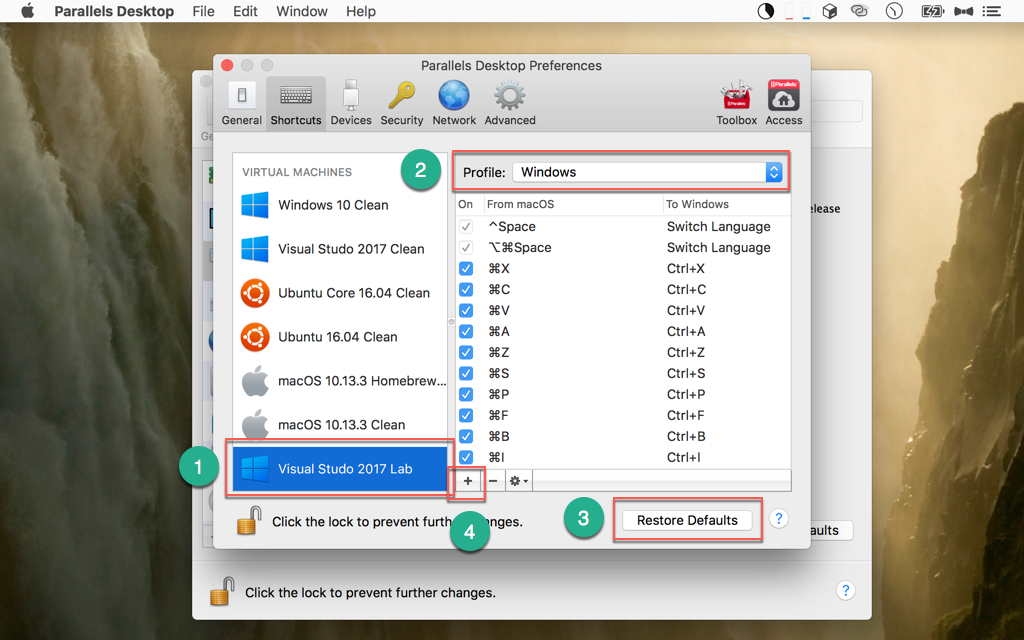 Parallels Desktop File Edit Window Help
Parallels Desktop Preferences
General Shortcuts Devices Security Network Advanced Toolbox Access
VIRTUAL MACHINES
Windows 10 Clean
Visual Studo 2017 Clean
Ubuntu Core 16.04 Clean
Ubuntu 16.04 Clean
macOS 10.13.3 Homebrew...
macOS 10.13.3 Clean
1
Visual Studo 2017 Lab
2
Profile: Windows
On From macOS To Windows
^Space Switch Language
⌥⌘Space Switch Language
⌘X Ctrl+X
⌘C Ctrl+C
⌘V Ctrl+V
⌘A Ctrl+A
⌘Z Ctrl+Z
⌘S Ctrl+S
⌘P Ctrl+P
⌘F Ctrl+F
⌘B Ctrl+B
⌘I Ctrl+I
+ −
4
Click the lock to prevent further changes.
3
Restore Defaults ?
elease
aults
Click the lock to prevent further changes. ?